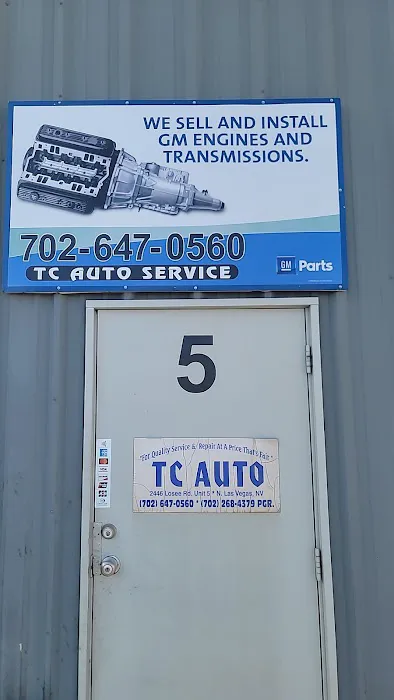 WE SELL AND INSTALL
GM ENGINES AND
TRANSMISSIONS.
702-647-0560
TC AUTO SERVICE
GM Parts
5
"For Quality Service & Repair At A Price That's Fair"
TC AUTO
2446 Losee Rd. Unit 5 * N. Las Vegas, NV
(702) 647-0560 * (702) 268-4379 PGR.